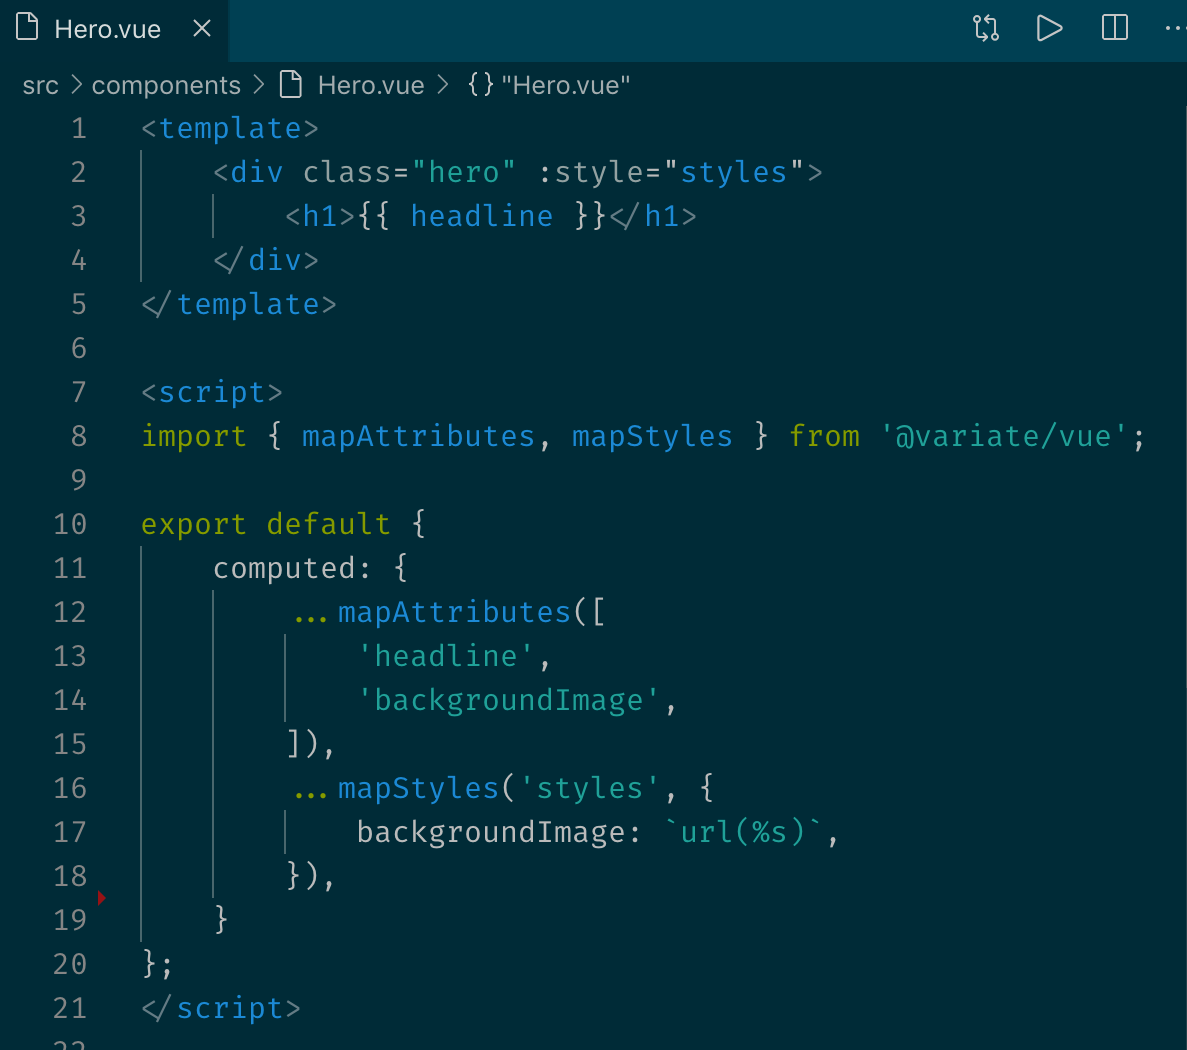 Hero.vue
src > components > Hero.vue > {} "Hero.vue"
1 <template>
2 <div class="hero" :style="styles">
3 <h1>{{ headline }}</h1>
4 </div>
5 </template>
6
7 <script>
8 import { mapAttributes, mapStyles } from '@variate/vue';
9
10 export default {
11 computed: {
12 ...mapAttributes([
13 'headline',
14 'backgroundImage',
15 ]),
16 ...mapStyles('styles', {
17 backgroundImage: `url(%s)`,
18 }),
19 }
20 };
21 </script>
22